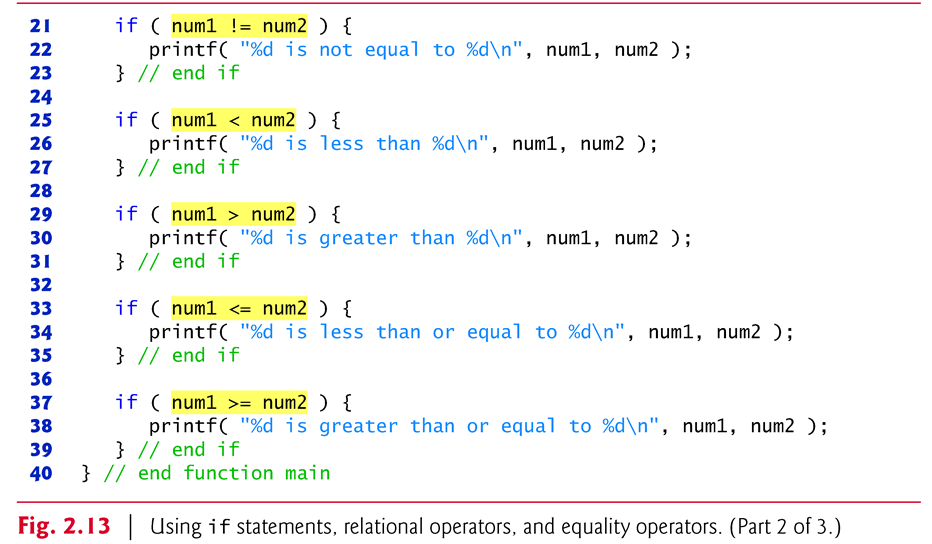 21 if ( num1 != num2 ) {
22 printf( "%d is not equal to %d\n", num1, num2 );
23 } // end if
24
25 if ( num1 < num2 ) {
26 printf( "%d is less than %d\n", num1, num2 );
27 } // end if
28
29 if ( num1 > num2 ) {
30 printf( "%d is greater than %d\n", num1, num2 );
31 } // end if
32
33 if ( num1 <= num2 ) {
34 printf( "%d is less than or equal to %d\n", num1, num2 );
35 } // end if
36
37 if ( num1 >= num2 ) {
38 printf( "%d is greater than or equal to %d\n", num1, num2 );
39 } // end if
40 } // end function main
Fig. 2.13 | Using if statements, relational operators, and equality operators. (Part 2 of 3.)